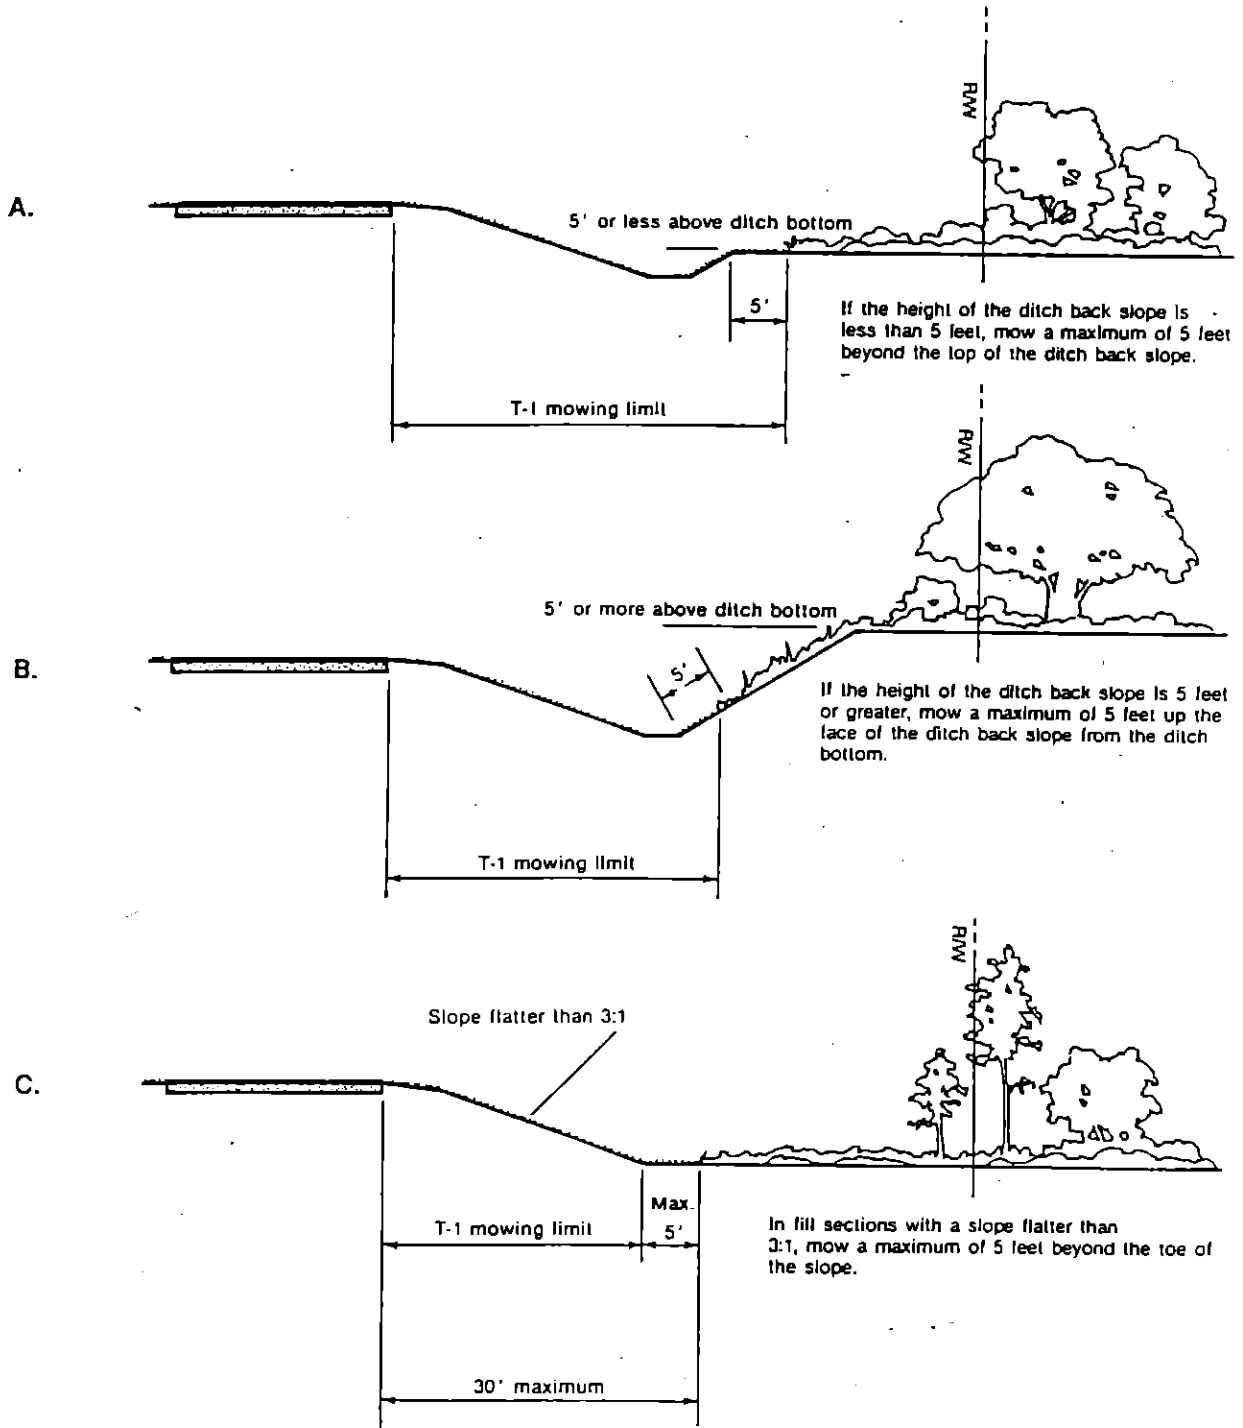 R/W
A.
5' or less above ditch bottom
5'
If the height of the ditch back slope is
less than 5 feet, mow a maximum of 5 feet
beyond the top of the ditch back slope.
T-1 mowing limit
R/W
5' or more above ditch bottom
B.
5'
If the height of the ditch back slope is 5 feet
or greater, mow a maximum of 5 feet up the
face of the ditch back slope from the ditch
bottom.
T-1 mowing limit
R/W
Slope flatter than 3:1
C.
Max.
T-1 mowing limit
5'
In fill sections with a slope flatter than
3:1, mow a maximum of 5 feet beyond the toe of
the slope.
30' maximum